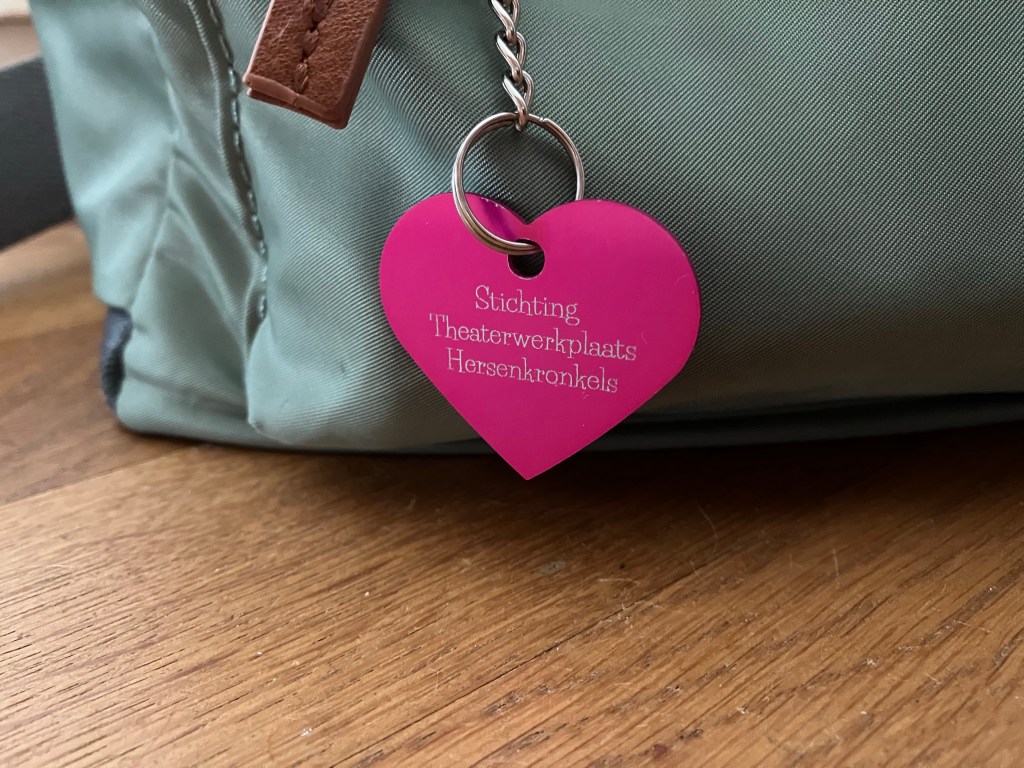 Stichting
Theaterwerkplaats
Hersenkronkels